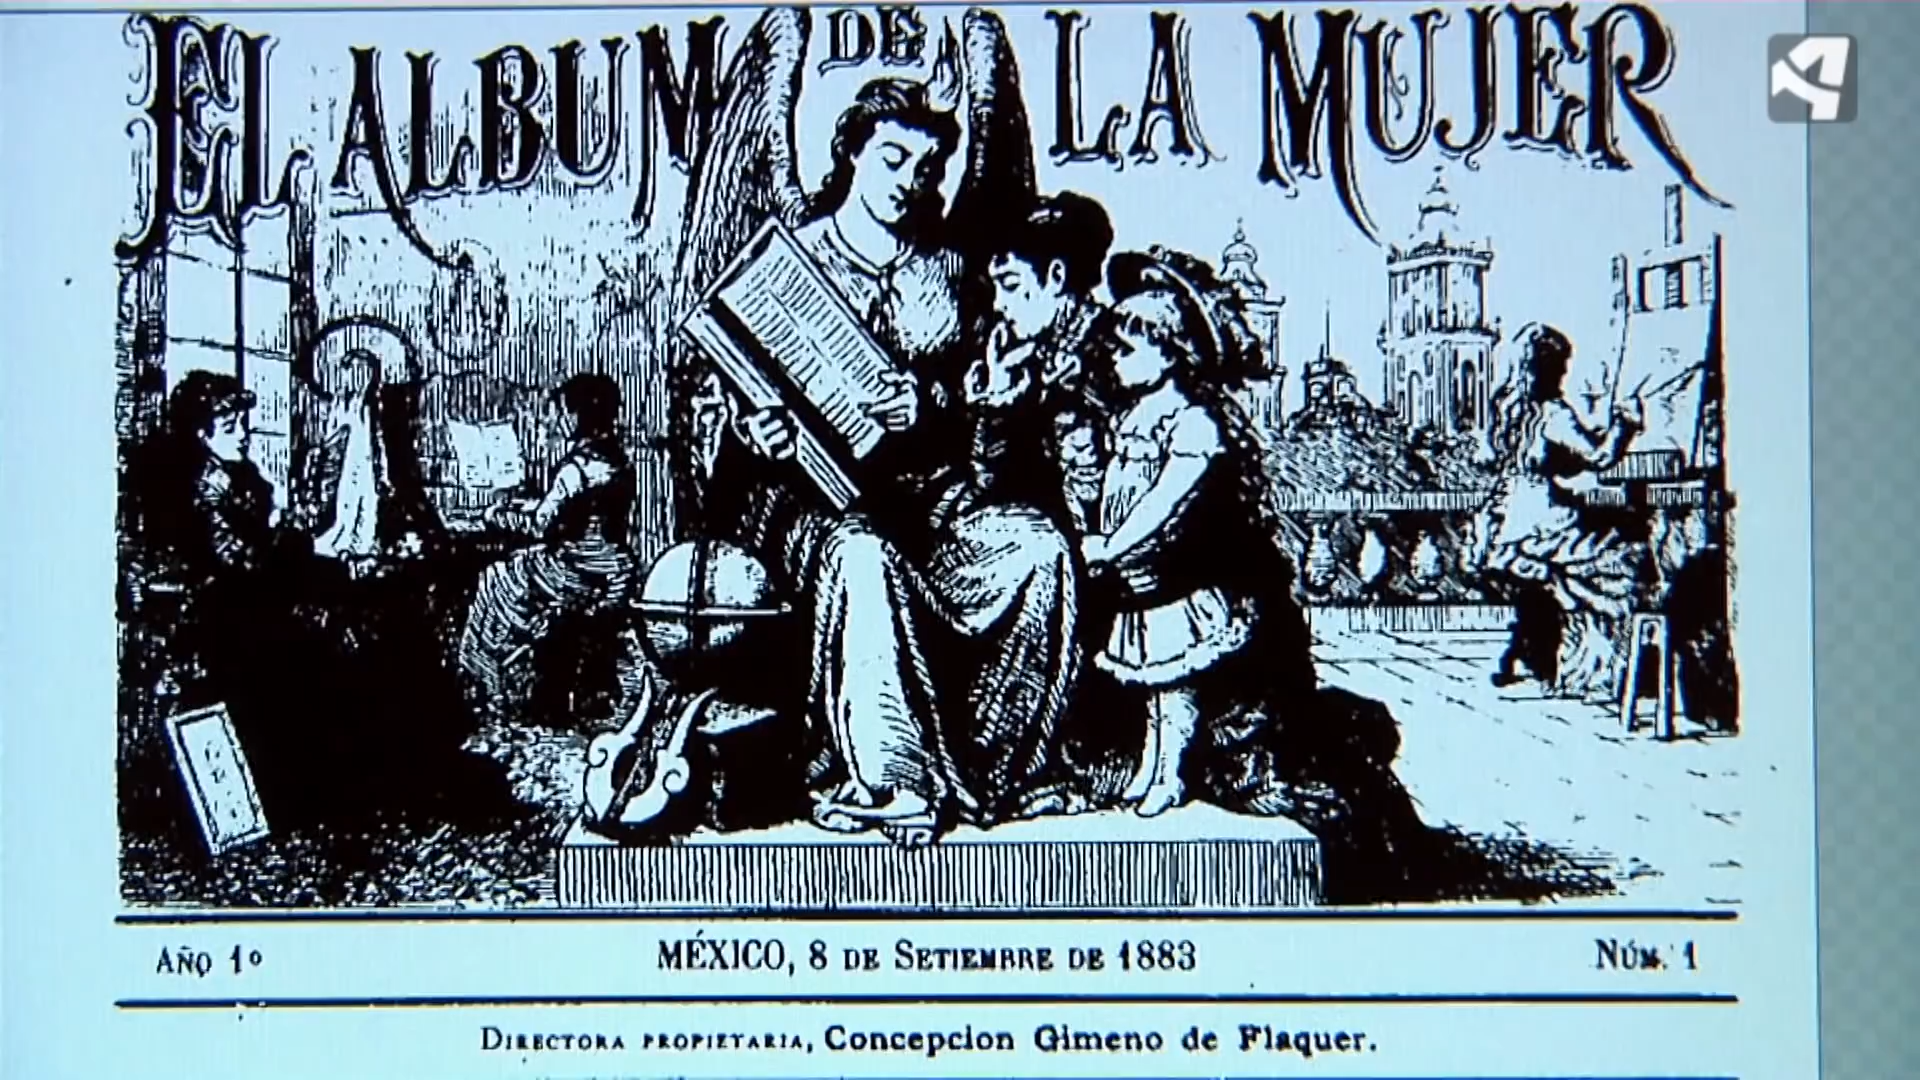 EL ALBUM DE LA MUJER
AÑO 1º MÉXICO, 8 DE SETIEMBRE DE 1883 NÚM. 1
DIRECTORA PROPIETARIA, Concepcion Gimeno de Flaquer.